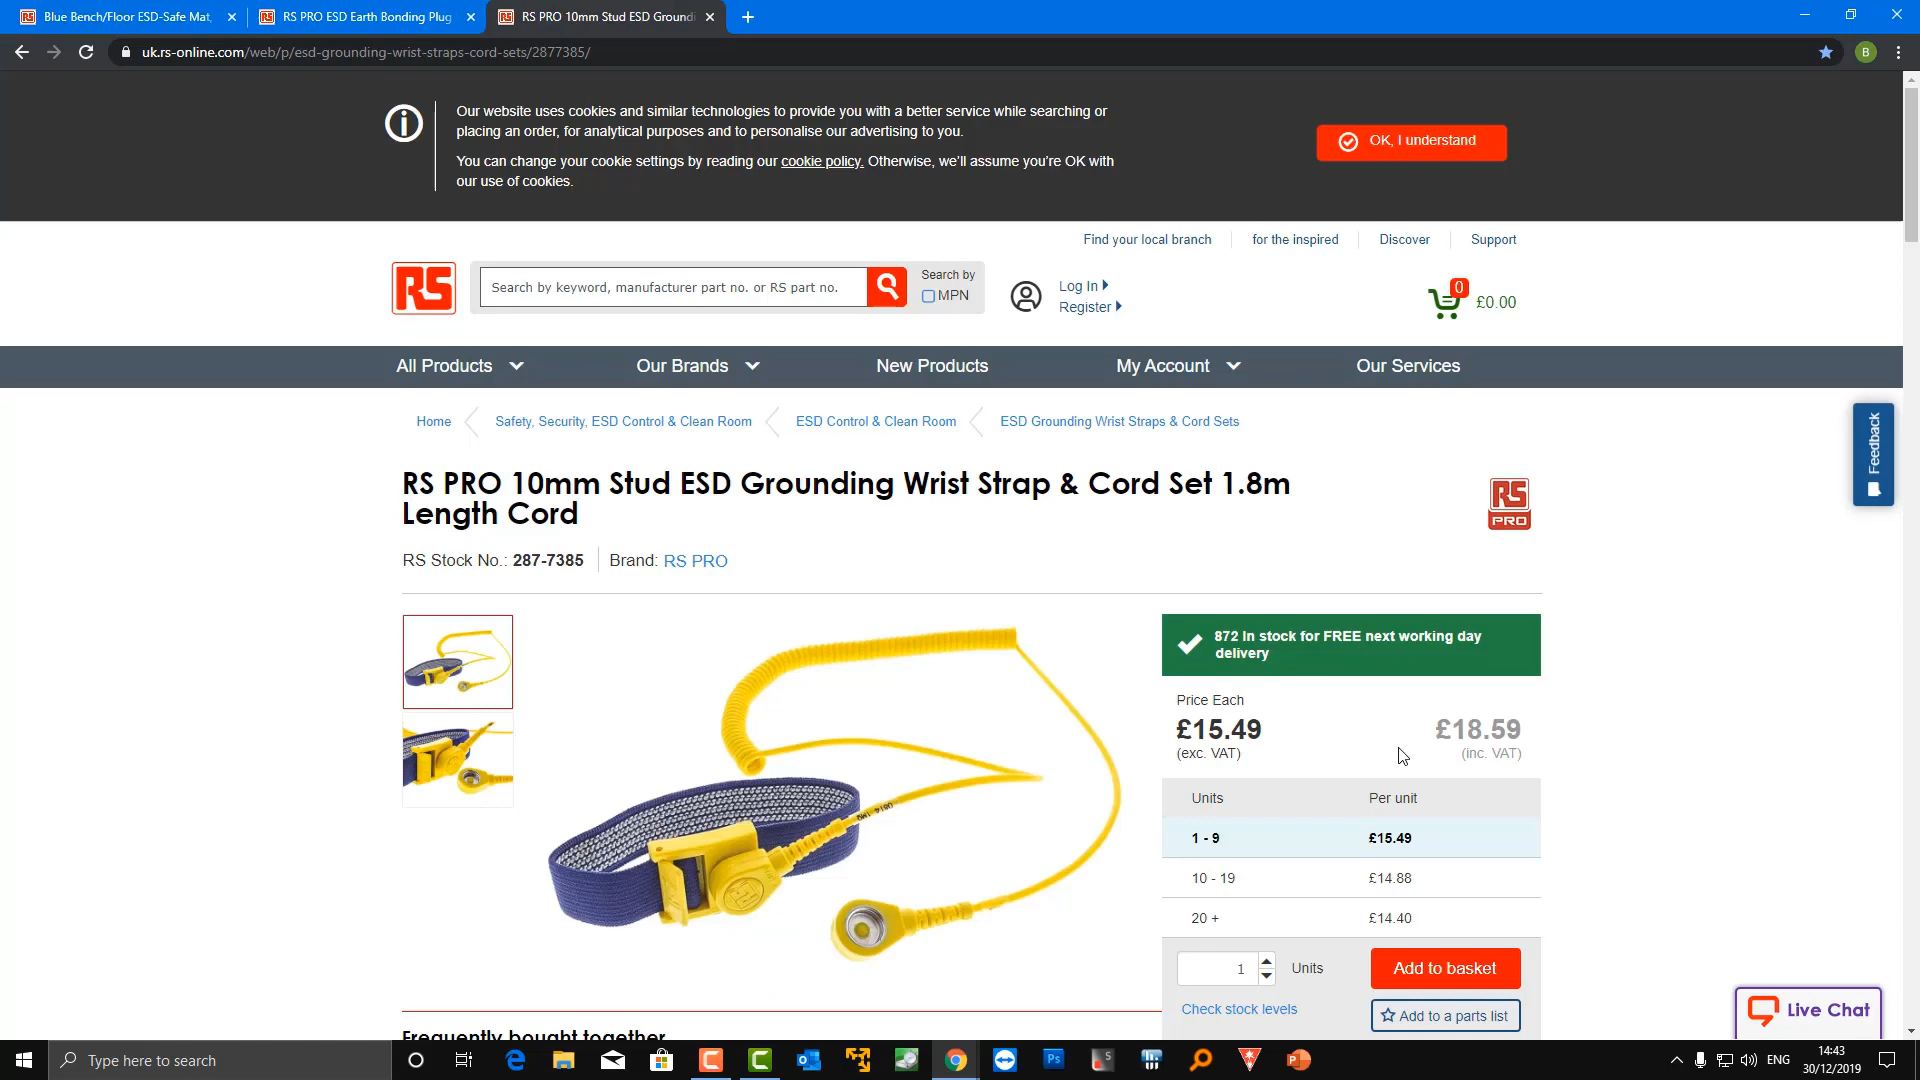 Blue Bench/Floor ESD-Safe Mat,
RS PRO ESD Earth Bonding Plug
RS PRO 10mm Stud ESD Groundi
uk.rs-online.com/web/p/esd-grounding-wrist-straps-cord-sets/2877385/
B
Our website uses cookies and similar technologies to provide you with a better service while searching or
placing an order, for analytical purposes and to personalise our advertising to you.
You can change your cookie settings by reading our cookie policy. Otherwise, we'll assume you're OK with
our use of cookies.
OK, I understand
Find your local branch
for the inspired
Discover
Support
RS
Search by keyword, manufacturer part no. or RS part no.
Search by
MPN
Log In
Register
0
£0.00
All Products
Our Brands
New Products
My Account
Our Services
Home
Safety, Security, ESD Control & Clean Room
ESD Control & Clean Room
ESD Grounding Wrist Straps & Cord Sets
Feedback
RS PRO 10mm Stud ESD Grounding Wrist Strap & Cord Set 1.8m
Length Cord
RS
PRO
RS Stock No.: 287-7385
Brand: RS PRO
872 In stock for FREE next working day
delivery
Price Each
£15.49
£18.59
(exc. VAT)
(inc. VAT)
Units
Per unit
1 - 9
£15.49
10 - 19
£14.88
20 +
£14.40
1
Units
Add to basket
Check stock levels
Add to a parts list
Live Chat
Frequently bought together
Type here to search
ENG
14:43
30/12/2019